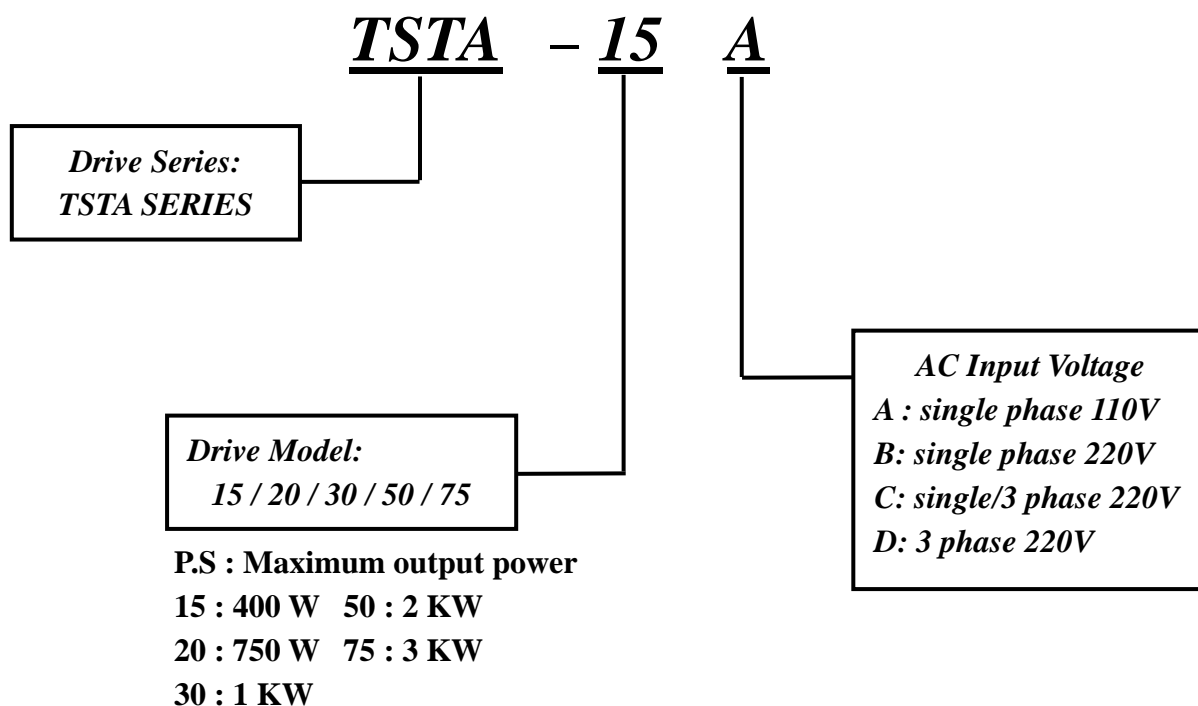 TSTA – 15 A
Drive Series:
TSTA SERIES
Drive Model:
15 / 20 / 30 / 50 / 75
P.S : Maximum output power
15 : 400 W 50 : 2 KW
20 : 750 W 75 : 3 KW
30 : 1 KW
AC Input Voltage
A : single phase 110V
B: single phase 220V
C: single/3 phase 220V
D: 3 phase 220V